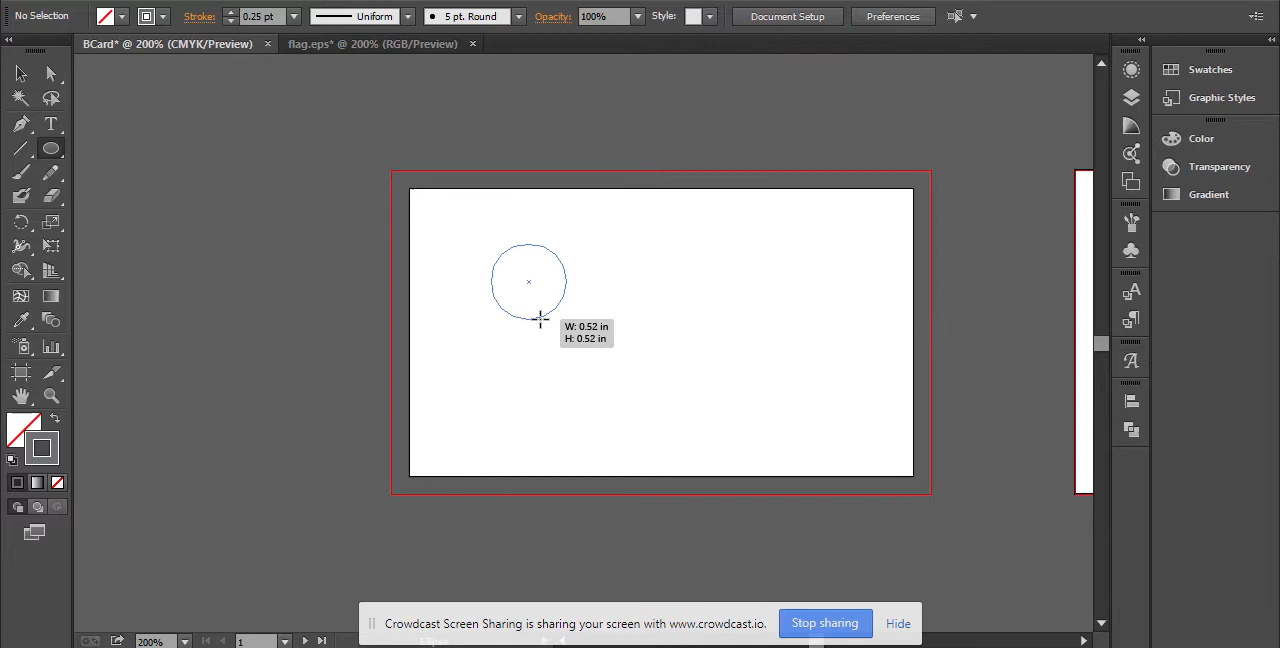 No Selection
Stroke: 0.25 pt Uniform 5 pt. Round Opacity: 100% Style: Document Setup Preferences
BCard* @ 200% (CMYK/Preview) × flag.eps* @ 200% (RGB/Preview) ×
Swatches
Graphic Styles
Color
Transparency
Gradient
W: 0.52 in
H: 0.52 in
Crowdcast Screen Sharing is sharing your screen with www.crowdcast.io. Stop sharing Hide
200% 1